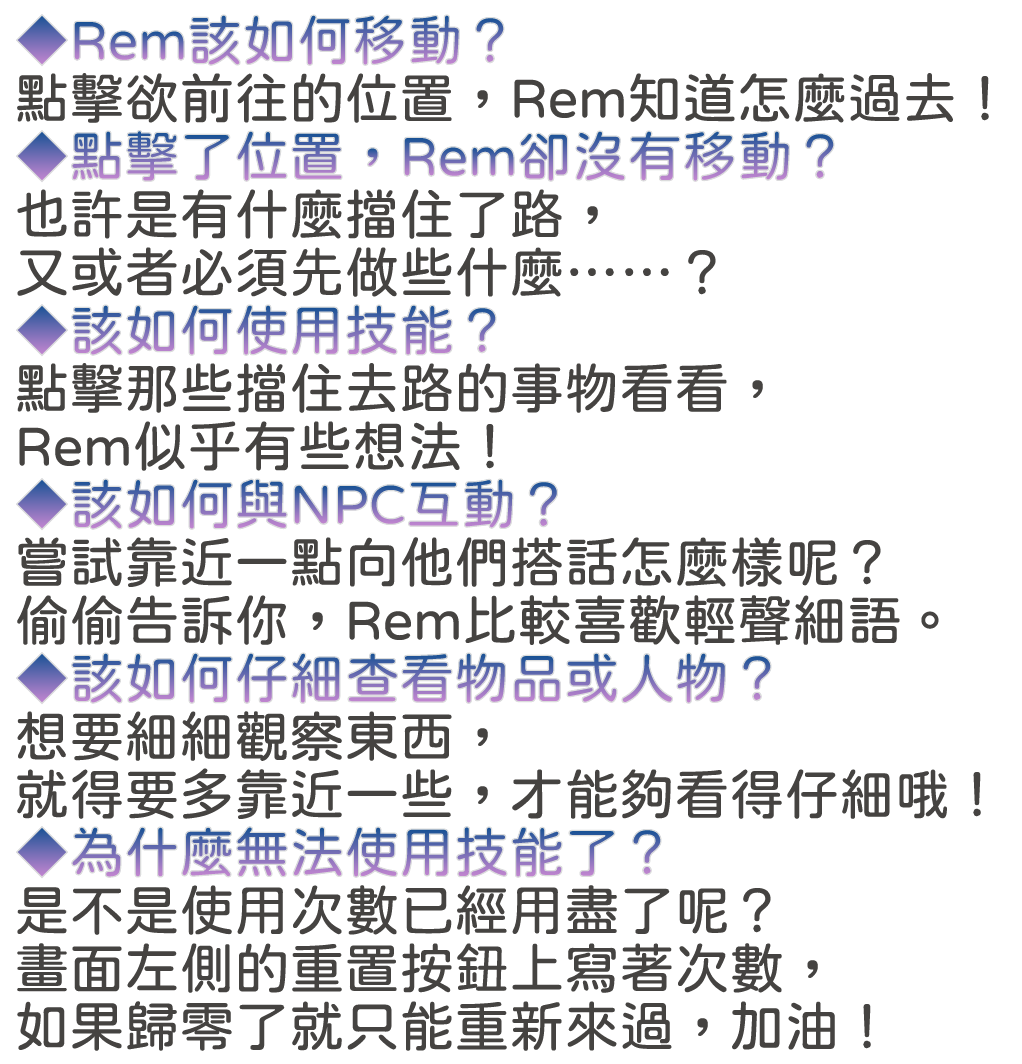 ◆Rem該如何移動？
點擊欲前往的位置，Rem知道怎麼過去！
◆點擊了位置，Rem卻沒有移動？
也許是有什麼擋住了路，
又或者必須先做些什麼……？
◆該如何使用技能？
點擊那些擋住去路的事物看看，
Rem似乎有些想法！
◆該如何與NPC互動？
嘗試靠近一點向他們搭話怎麼樣呢？
偷偷告訴你，Rem比較喜歡輕聲細語。
◆該如何仔細查看物品或人物？
想要細細觀察東西，
就得要多靠近一些，才能夠看得仔細哦！
◆為什麼無法使用技能了？
是不是使用次數已經用盡了呢？
畫面左側的重置按鈕上寫著次數，
如果歸零了就只能重新來過，加油！